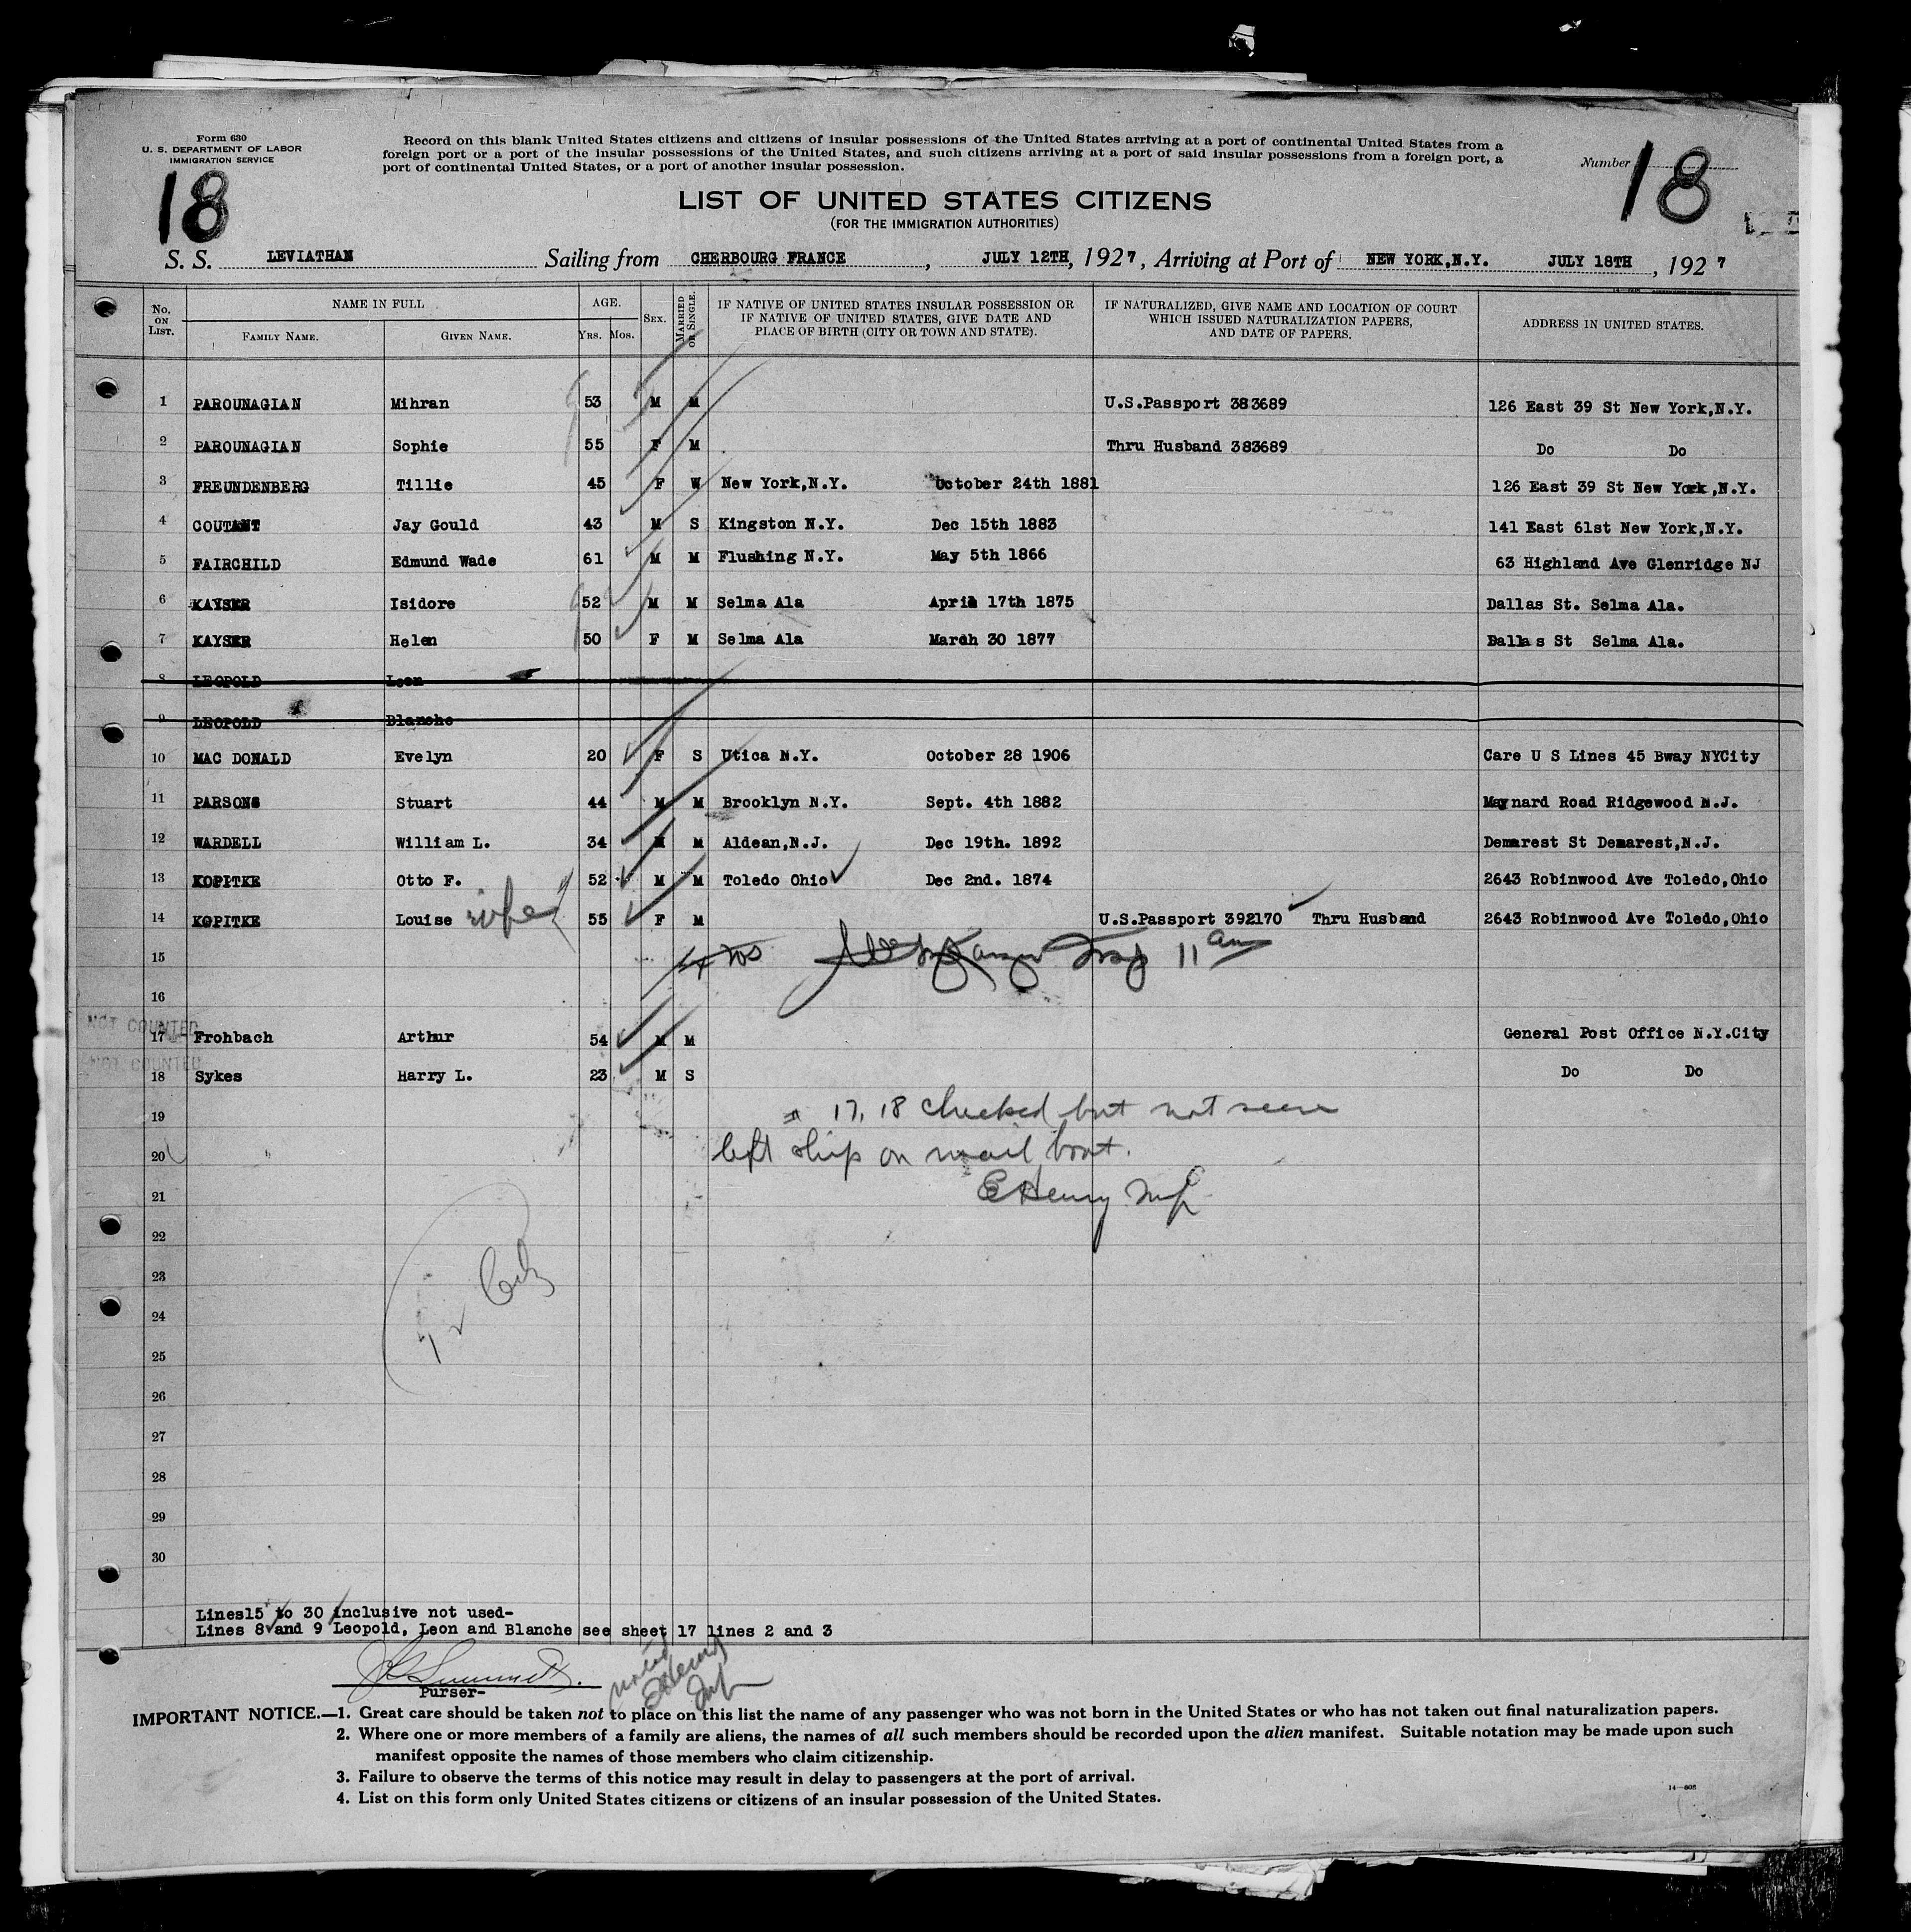 Form 630
U. S. DEPARTMENT OF LABOR
IMMIGRATION SERVICE
Record on this blank United States citizens and citizens of insular possessions of the United States arriving at a port of continental United States from a
foreign port or a port of the insular possessions of the United States, and such citizens arriving at a port of said insular possessions from a foreign port, a
port of continental United States, or a port of another insular possession.
Number
18
18
LIST OF UNITED STATES CITIZENS
(FOR THE IMMIGRATION AUTHORITIES)
S. S. LEVIATHAN Sailing from CHERBOURG FRANCE, JULY 12TH, 1927, Arriving at Port of NEW YORK,N.Y. JULY 18TH, 1927
No. ON LIST. NAME IN FULL FAMILY NAME. GIVEN NAME. AGE. YRS. MOS. SEX. MARRIED OR SINGLE. IF NATIVE OF UNITED STATES INSULAR POSSESSION OR IF NATIVE OF UNITED STATES, GIVE DATE AND PLACE OF BIRTH (CITY OR TOWN AND STATE). IF NATURALIZED, GIVE NAME AND LOCATION OF COURT WHICH ISSUED NATURALIZATION PAPERS, AND DATE OF PAPERS. ADDRESS IN UNITED STATES.
1 PAROUNAGIAN Mihran 53 M M U.S.Passport 383689 126 East 39 St New York,N.Y.
2 PAROUNAGIAN Sophie 55 F M Thru Husband 383689 Do Do
3 FREUNDENBERG Tillie 45 F W New York,N.Y. October 24th 1881 126 East 39 St New York,N.Y.
4 COUTANT Jay Gould 43 M S Kingston N.Y. Dec 15th 1883 141 East 61st New York,N.Y.
5 FAIRCHILD Edmund Wade 61 M M Flushing N.Y. May 5th 1866 63 Highland Ave Glenridge NJ
6 KAYSER Isidore 52 M M Selma Ala April 17th 1875 Dallas St. Selma Ala.
7 KAYSER Helen 50 F M Selma Ala March 30 1877 Dallas St Selma Ala.
8 LEOPOLD Leon
9 LEOPOLD Blanche
10 MAC DONALD Evelyn 20 F S Utica N.Y. October 28 1906 Care U S Lines 45 Bway NYCity
11 PARSONS Stuart 44 M M Brooklyn N.Y. Sept. 4th 1882 Maynard Road Ridgewood N.J.
12 WARDELL William L. 34 M M Aldean,N.J. Dec 19th. 1892 Demarest St Demarest,N.J.
13 KOPITKE Otto F. 52 M M Toledo Ohio Dec 2nd. 1874 2643 Robinwood Ave Toledo,Ohio
14 KOPITKE Louise wife 55 F M U.S.Passport 392170 Thru Husband 2643 Robinwood Ave Toledo,Ohio
15 11 am
16
NOT COUNTED
17 Frohbach Arthur 54 M M General Post Office N.Y.City
NOT COUNTED
18 Sykes Harry L. 23 M S Do Do
19 17, 18 checked but not seen
20 left ship on mail boat.
21 E Henry Insp
22
23
24
25
26
27
28
29
30
Lines15 to 30 inclusive not used-
Lines 8 and 9 Leopold, Leon and Blanche see sheet 17 lines 2 and 3
Purser-
noted
E Henry
Insp
IMPORTANT NOTICE.—1. Great care should be taken not to place on this list the name of any passenger who was not born in the United States or who has not taken out final naturalization papers.
2. Where one or more members of a family are aliens, the names of all such members should be recorded upon the alien manifest. Suitable notation may be made upon such
manifest opposite the names of those members who claim citizenship.
3. Failure to observe the terms of this notice may result in delay to passengers at the port of arrival.
4. List on this form only United States citizens or citizens of an insular possession of the United States.